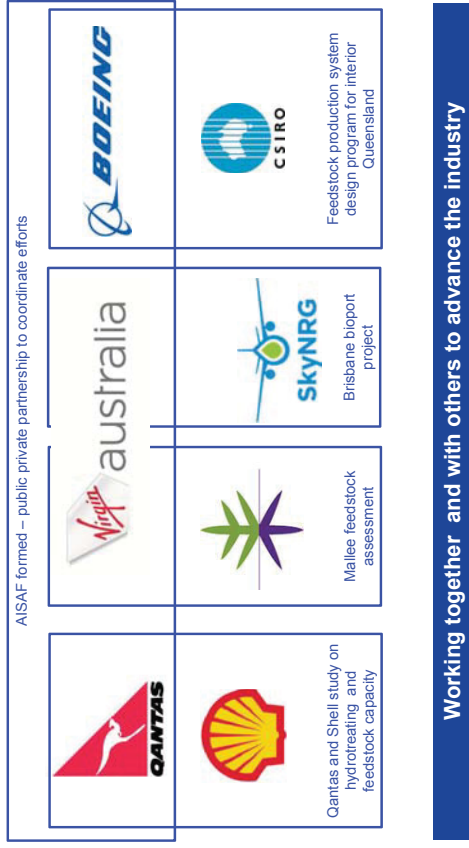 AISAF formed – public private partnership to coordinate efforts
QANTAS
Virgin australia
BOEING
Qantas and Shell study on
hydrotreating and
feedstock capacity
Mallee feedstock
assessment
SkyNRG
Brisbane bioport
project
CSIRO
Feedstock production system
design program for interior
Queensland
Working together and with others to advance the industry